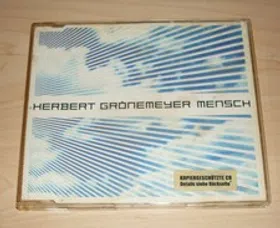 HERBERT GRÖNEMEYER MENSCH
KOPIERGESCHÜTZTE CD
Details siehe Rückseite